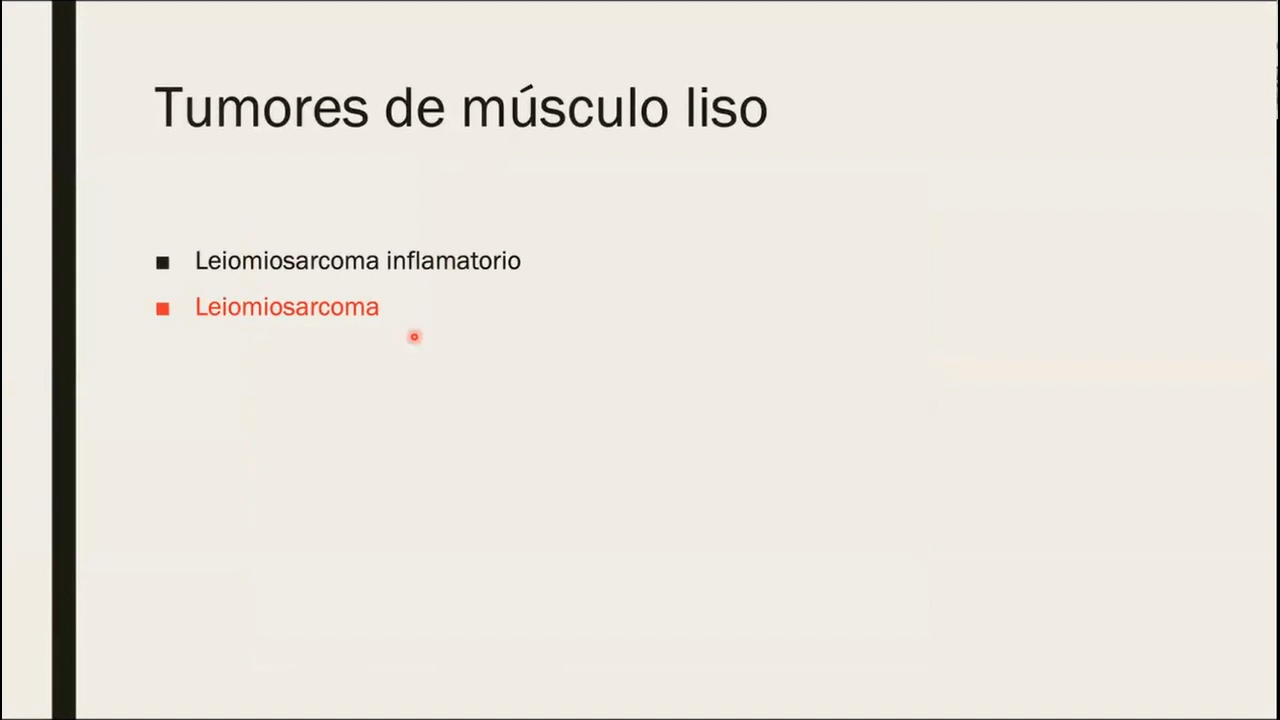 Tumores de músculo liso
Leiomiosarcoma inflamatorio
Leiomiosarcoma